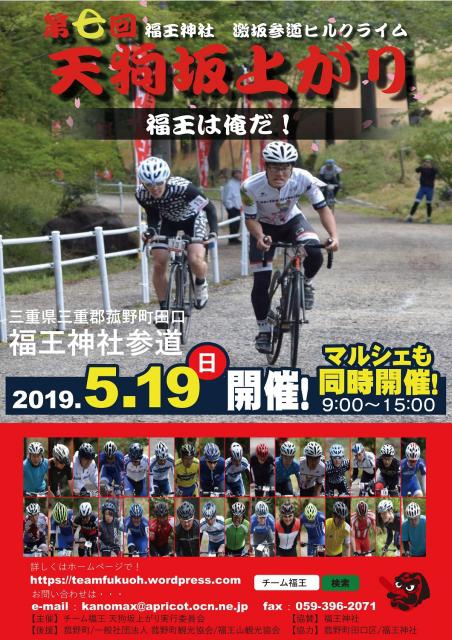 第七回 福王神社 激坂参道ヒルクライム
天狗坂上がり
福王は俺だ！
三重県三重郡菰野町田口
福王神社参道
2019.5.19 日 開催!
マルシェも
同時開催!
9:00～15:00
詳しくはホームページで！
https://teamfukuoh.wordpress.com
チーム福王 検索
お問い合わせは・・・
e-mail : kanomax@apricot.ocn.ne.jp fax : 059-396-2071
【主催】チーム福王 天狗坂上がり実行委員会 【協賛】福王神社
【後援】菰野町/一般社団法人 菰野町観光協会/福王山観光協会 【協力】菰野町田口区/福王神社